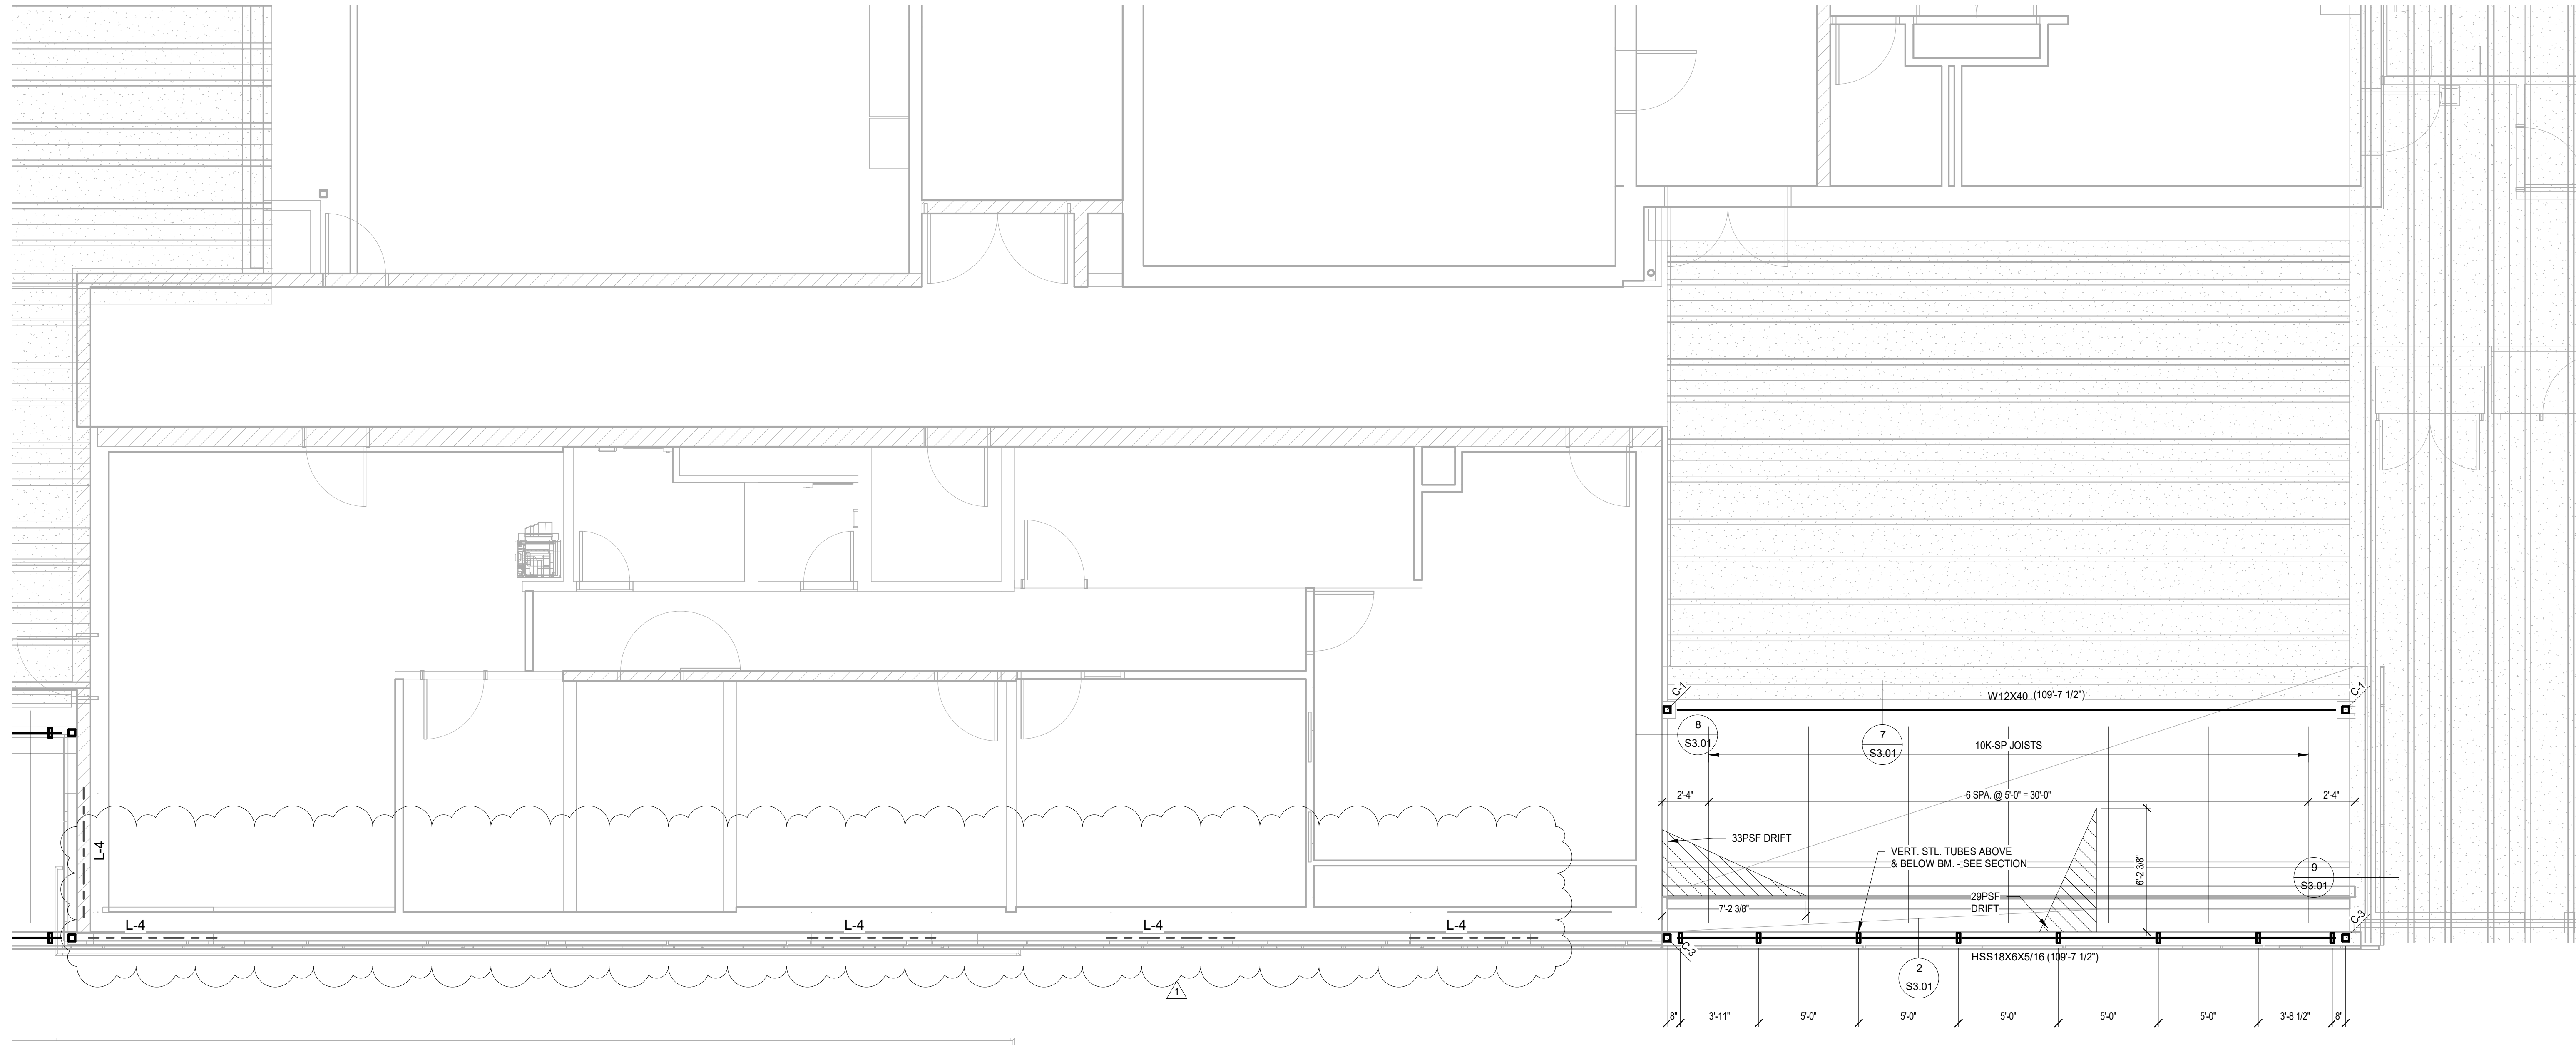 C-1
C-1
W12X40 (109'-7 1/2")
8
S3.01
7
S3.01
10K-SP JOISTS
2'-4"
6 SPA. @ 5'-0" = 30'-0"
2'-4"
33PSF DRIFT
L-4
VERT. STL. TUBES ABOVE
& BELOW BM. - SEE SECTION
6'-2 3/8"
9
S3.01
29PSF
DRIFT
7'-2 3/8"
L-4
L-4
L-4
L-4
C-3
C-3
HSS18X6X5/16 (109'-7 1/2")
2
S3.01
1
8"
3'-11"
5'-0"
5'-0"
5'-0"
5'-0"
5'-0"
3'-8 1/2"
8"